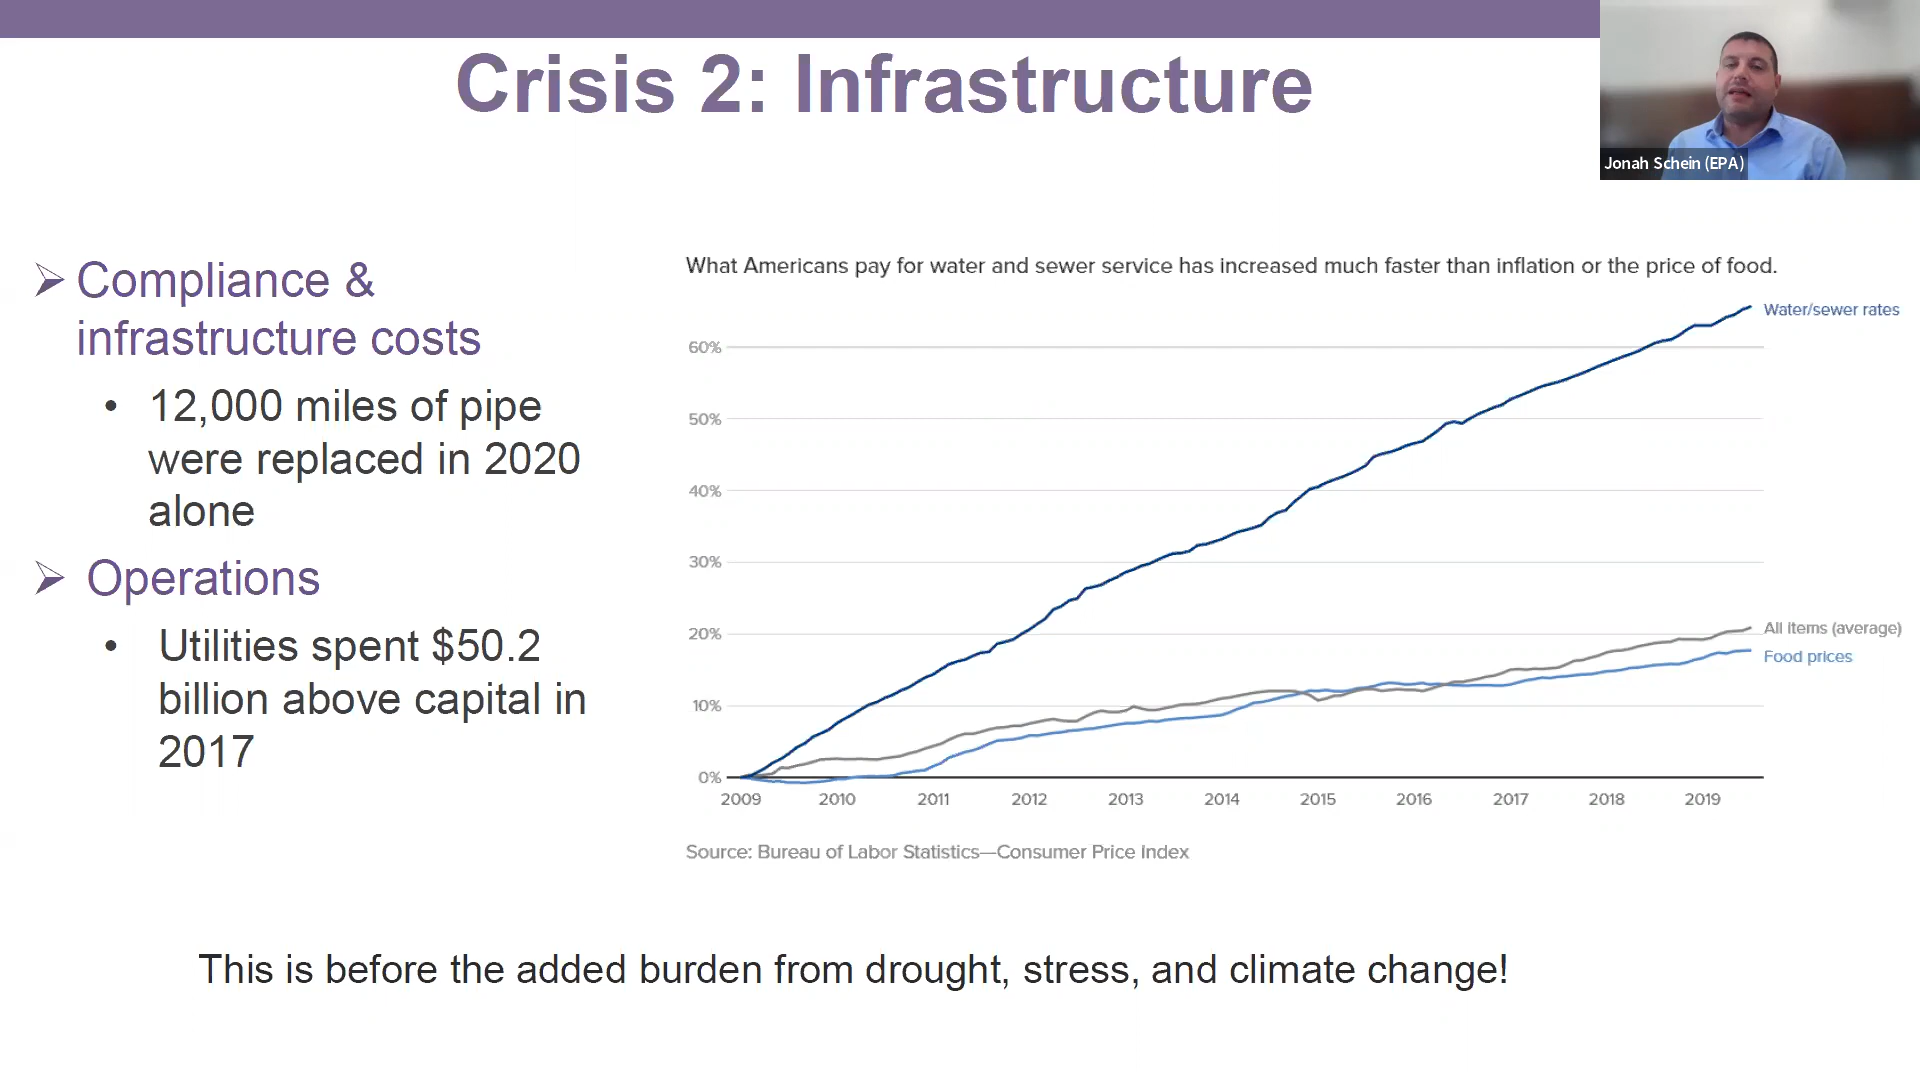 Crisis 2: Infrastructure
Jonah Schein (EPA)
➢ Compliance &
infrastructure costs
• 12,000 miles of pipe
were replaced in 2020
alone
➢ Operations
• Utilities spent $50.2
billion above capital in
2017
What Americans pay for water and sewer service has increased much faster than inflation or the price of food.
Water/sewer rates
60%
50%
40%
30%
20%
All items (average)
Food prices
10%
0%
2009 2010 2011 2012 2013 2014 2015 2016 2017 2018 2019
Source: Bureau of Labor Statistics—Consumer Price Index
This is before the added burden from drought, stress, and climate change!